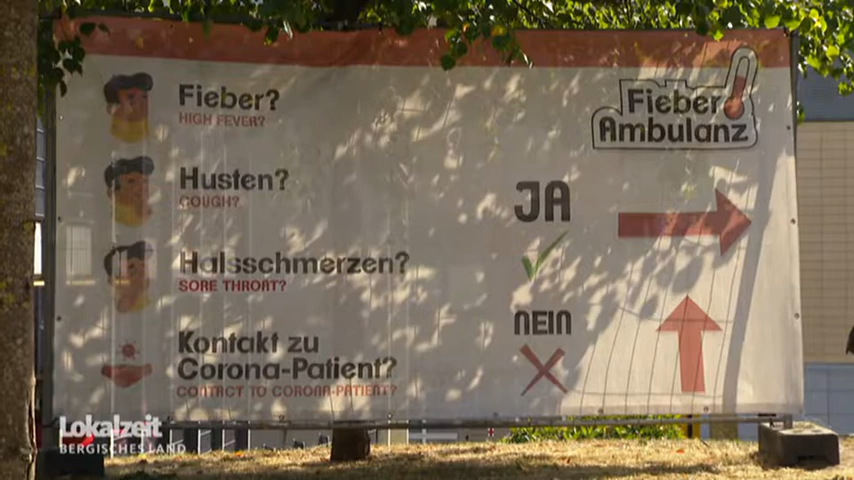 Fieber?
HIGH FEVER?
Husten?
COUGH?
Halsschmerzen?
SORE THROAT?
Kontakt zu
Corona-Patient?
CONTACT TO CORONA-PATIENT?
JA
NEIN
Fieber
Ambulanz
Lokalzeit
BERGISCHES LAND